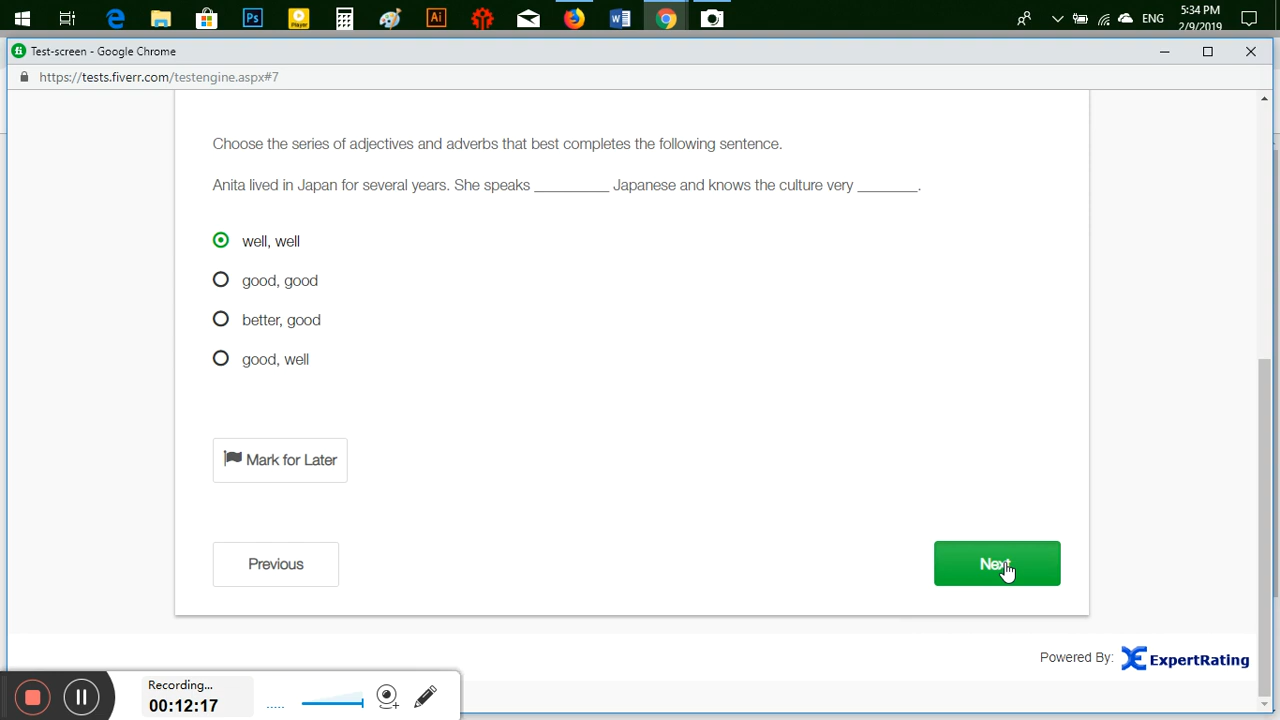 5:34 PM
ENG
2/9/2019
Ps
Player
Ai
Test-screen - Google Chrome
https://tests.fiverr.com/testengine.aspx#7
Choose the series of adjectives and adverbs that best completes the following sentence.
Anita lived in Japan for several years. She speaks __________ Japanese and knows the culture very ________.
well, well
good, good
better, good
good, well
Mark for Later
Previous
Next
Powered By: ExpertRating
Recording...
00:12:17